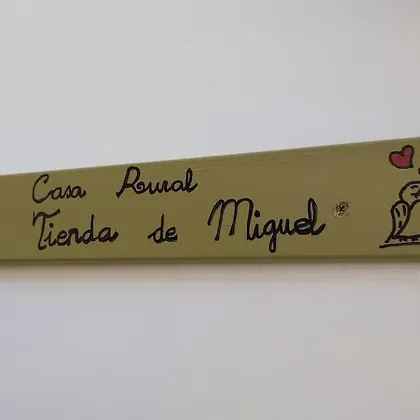 Casa Rural
Tienda de Miguel